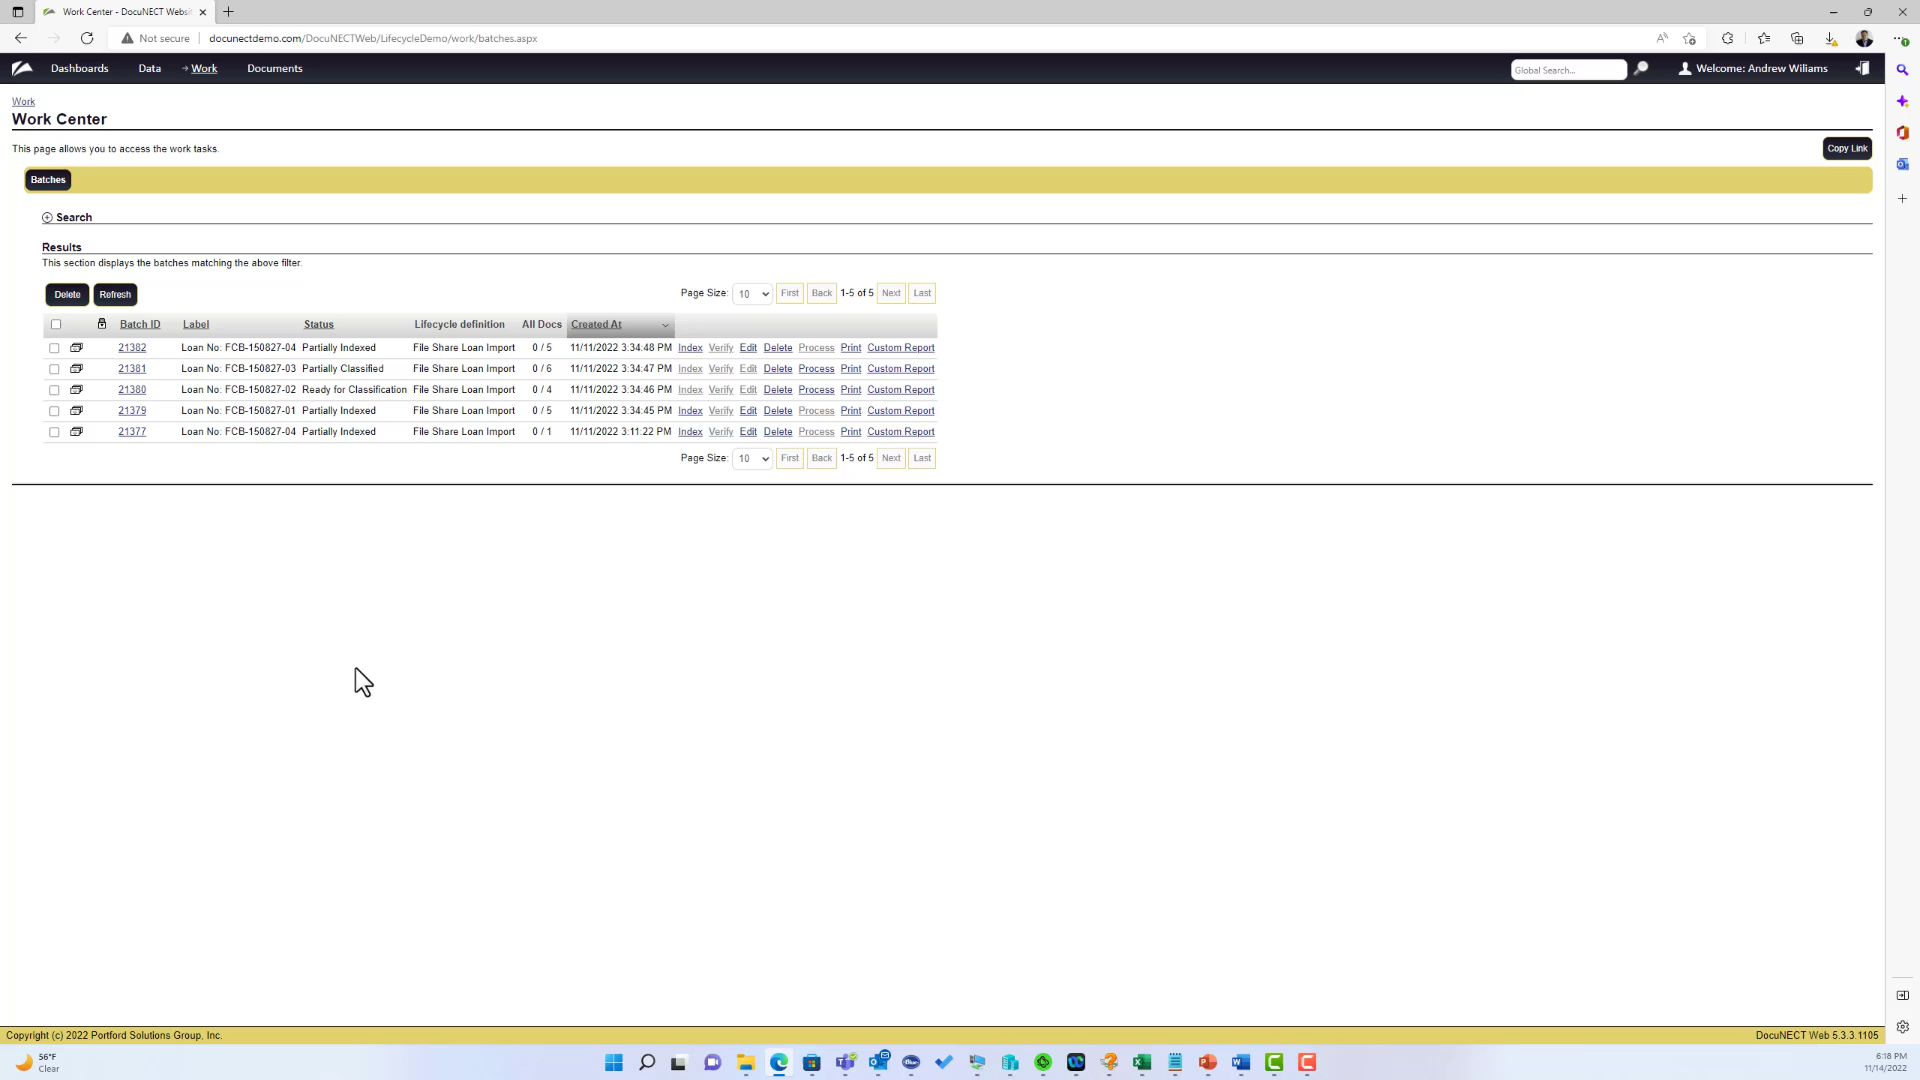 Work Center - DocuNECT Websi
Not secure
docunectdemo.com/DocuNECTWeb/LifecycleDemo/work/batches.aspx
Dashboards Data Work Documents
Global Search...
Welcome: Andrew Wiliams
Work
Work Center
This page allows you to access the work tasks.
Copy Link
Batches
Search
Results
This section displays the batches matching the above filter.
Delete Refresh Page Size: 10 First Back 1-5 of 5 Next Last
Batch ID Label Status Lifecycle definition All Docs Created At
21382 Loan No: FCB-150827-04 Partially Indexed File Share Loan Import 0 / 5 11/11/2022 3:34:48 PM Index Verify Edit Delete Process Print Custom Report
21381 Loan No: FCB-150827-03 Partially Classified File Share Loan Import 0 / 6 11/11/2022 3:34:47 PM Index Verify Edit Delete Process Print Custom Report
21380 Loan No: FCB-150827-02 Ready for Classification File Share Loan Import 0 / 4 11/11/2022 3:34:46 PM Index Verify Edit Delete Process Print Custom Report
21379 Loan No: FCB-150827-01 Partially Indexed File Share Loan Import 0 / 5 11/11/2022 3:34:45 PM Index Verify Edit Delete Process Print Custom Report
21377 Loan No: FCB-150827-04 Partially Indexed File Share Loan Import 0 / 1 11/11/2022 3:11:22 PM Index Verify Edit Delete Process Print Custom Report
Page Size: 10 First Back 1-5 of 5 Next Last
Copyright (c) 2022 Portford Solutions Group, Inc.
DocuNECT Web 5.3.3.1105
56°F
Clear
6:18 PM
11/14/2022